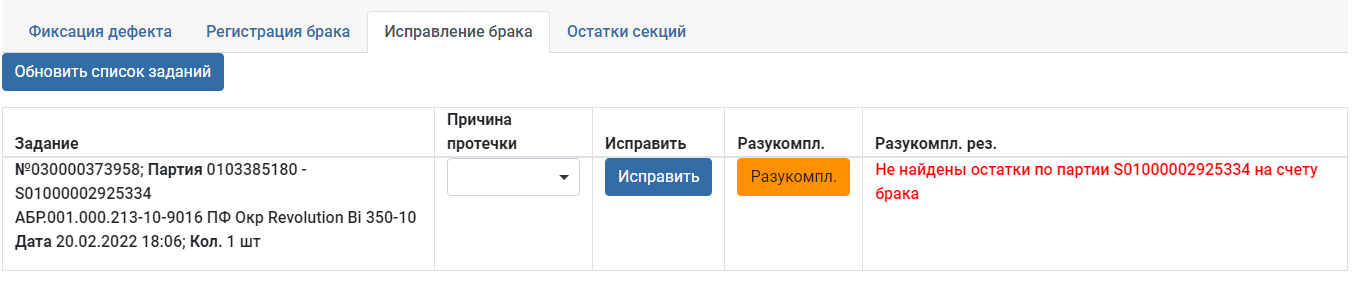 Фиксация дефекта Регистрация брака Исправление брака Остатки секций
Обновить список заданий
Задание Причина протечки Исправить Разукомпл. Разукомпл. рез.
№030000373958; Партия 0103385180 -
S01000002925334
АБР.001.000.213-10-9016 ПФ Окр Revolution Bi 350-10
Дата 20.02.2022 18:06; Кол. 1 шт
Исправить
Разукомпл.
Не найдены остатки по партии S01000002925334 на счету
брака